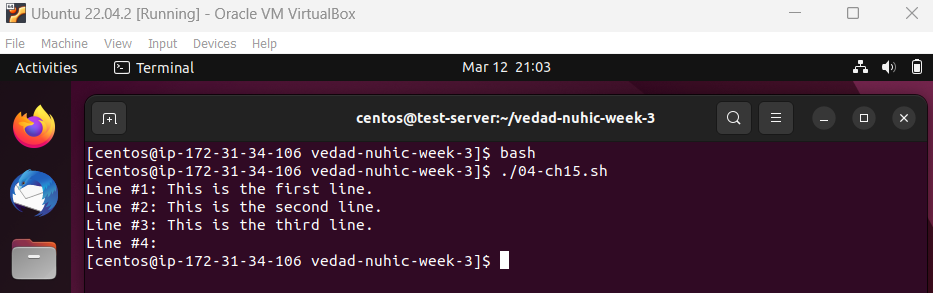 Ubuntu 22.04.2 [Running] - Oracle VM VirtualBox
File Machine View Input Devices Help
Activities Terminal Mar 12 21:03
centos@test-server:~/vedad-nuhic-week-3
[centos@ip-172-31-34-106 vedad-nuhic-week-3]$ bash
[centos@ip-172-31-34-106 vedad-nuhic-week-3]$ ./04-ch15.sh
Line #1: This is the first line.
Line #2: This is the second line.
Line #3: This is the third line.
Line #4:
[centos@ip-172-31-34-106 vedad-nuhic-week-3]$